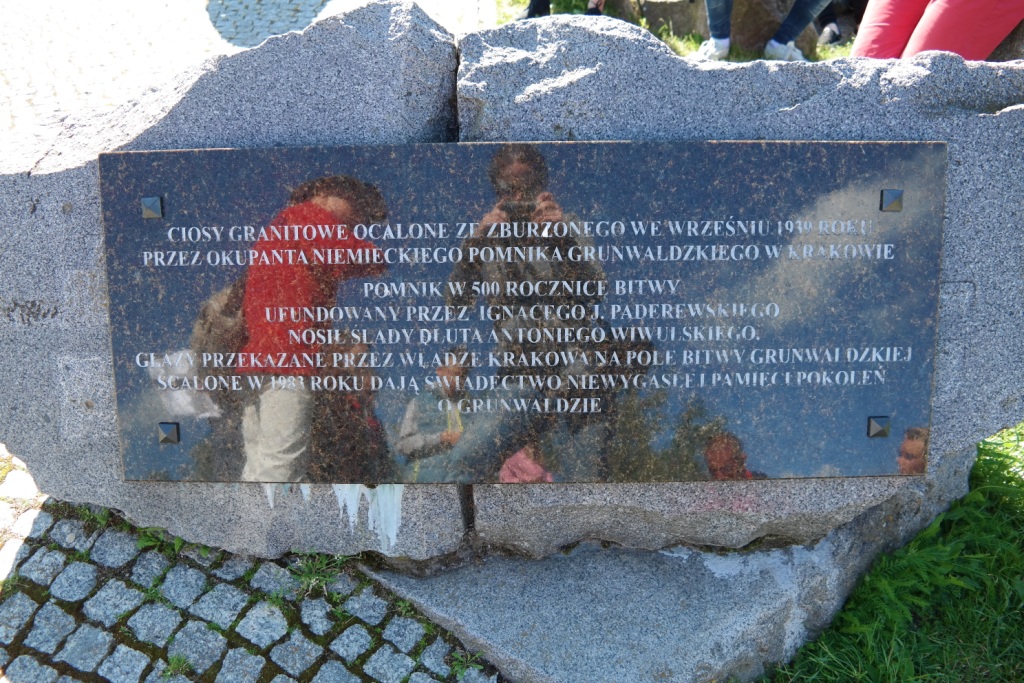 CIOSY GRANITOWE OCALONE ZE ZBURZONEGO WE WRZEŚNIU 1939 ROKU
PRZEZ OKUPANTA NIEMIECKIEGO POMNIKA GRUNWALDZKIEGO W KRAKOWIE
POMNIK W 500 ROCZNICĘ BITWY
UFUNDOWANY PRZEZ IGNACEGO J. PADEREWSKIEGO
NOSIŁ ŚLADY DŁUTA ANTONIEGO WIWULSKIEGO.
GŁAZY PRZEKAZANE PRZEZ WŁADZE KRAKOWA NA POLE BITWY GRUNWALDZKIEJ
SCALONE W 1983 ROKU DAJĄ ŚWIADECTWO NIEWYGASŁEJ PAMIĘCI POKOLEŃ
O GRUNWALDZIE